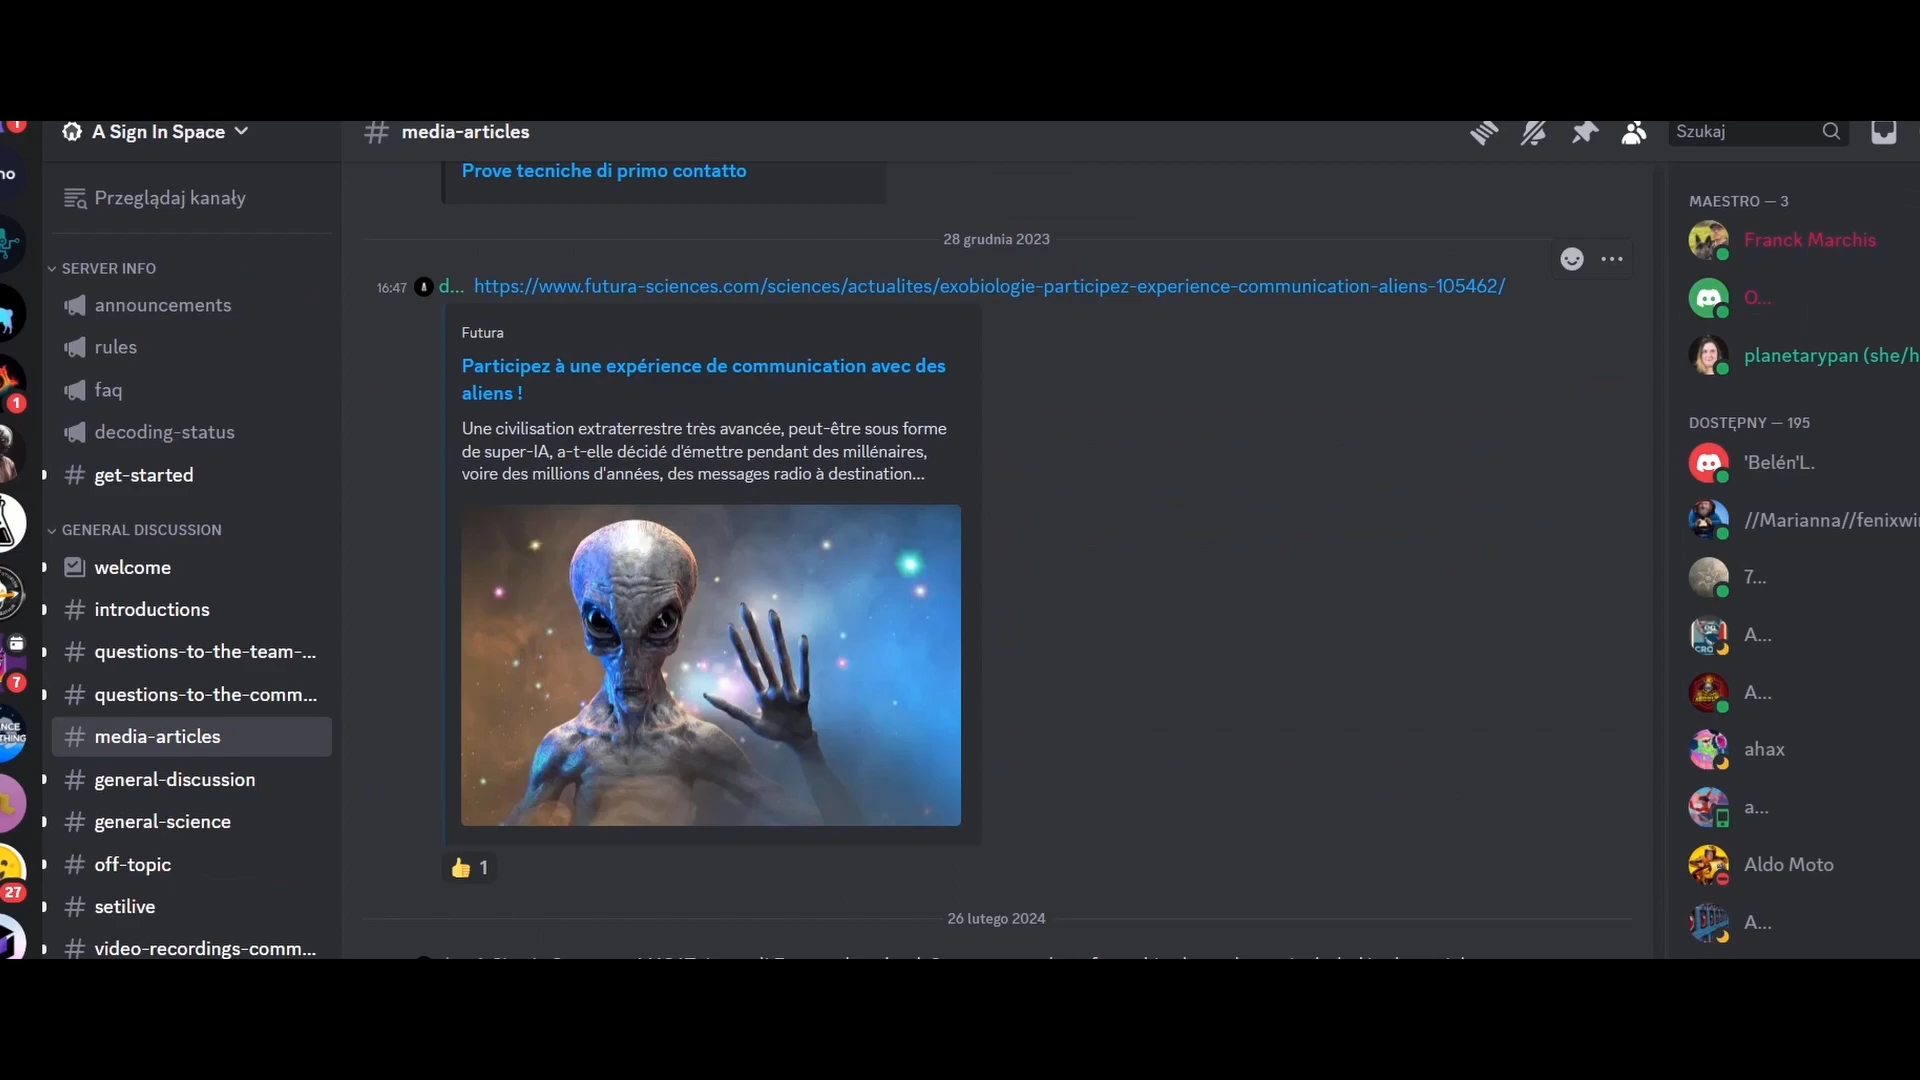 A Sign In Space
media-articles
Szukaj
1
Przeglądaj kanały
SERVER INFO
announcements
rules
faq
decoding-status
get-started
1
GENERAL DISCUSSION
welcome
introductions
questions-to-the-team-...
questions-to-the-comm...
media-articles
general-discussion
general-science
off-topic
setilive
video-recordings-comm...
7
27
Prove tecniche di primo contatto
28 grudnia 2023
16:47 d... https://www.futura-sciences.com/sciences/actualites/exobiologie-participez-experience-communication-aliens-105462/
Futura
Participez à une expérience de communication avec des
aliens !
Une civilisation extraterrestre très avancée, peut-être sous forme
de super-IA, a-t-elle décidé d'émettre pendant des millénaires,
voire des millions d'années, des messages radio à destination...
👍 1
26 lutego 2024
MAESTRO — 3
Franck Marchis
O...
planetarypan (she/h
DOSTĘPNY — 195
'Belén'L.
//Marianna//fenixwi
7...
A...
A...
ahax
a...
Aldo Moto
A...